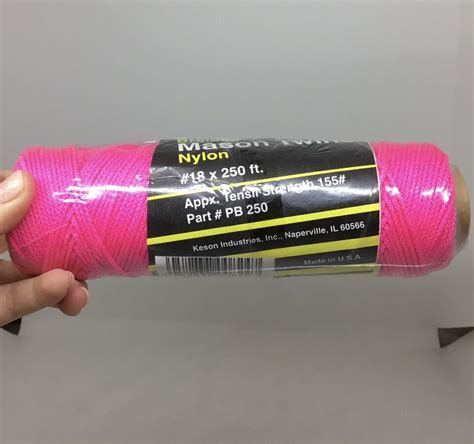 Braided
Mason Twine
Nylon
#18 x 250 ft.
Appx. Tensil Strength 155#
Part # PB 250
Keson Industries, Inc., Naperville, IL 60566
Made in U.S.A.